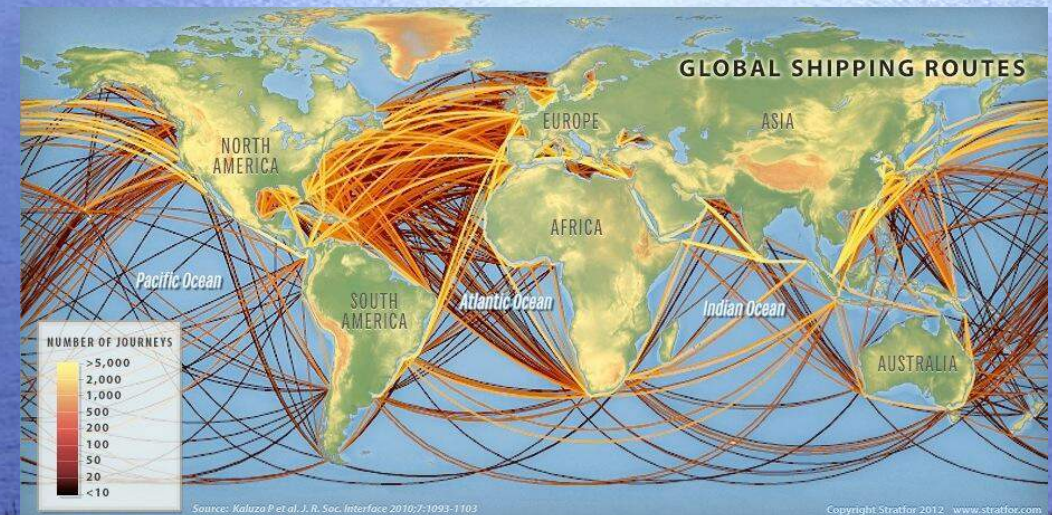 GLOBAL SHIPPING ROUTES
NORTH
AMERICA
EUROPE
ASIA
AFRICA
Pacific Ocean
SOUTH
AMERICA
Atlantic Ocean
Indian Ocean
AUSTRALIA
NUMBER OF JOURNEYS
>5,000
2,000
1,000
500
200
100
50
20
<10
Source: Kaluza P et al. J. R. Soc. Interface 2010;7:1093-1103
Copyright Stratfor 2012 www.stratfor.com